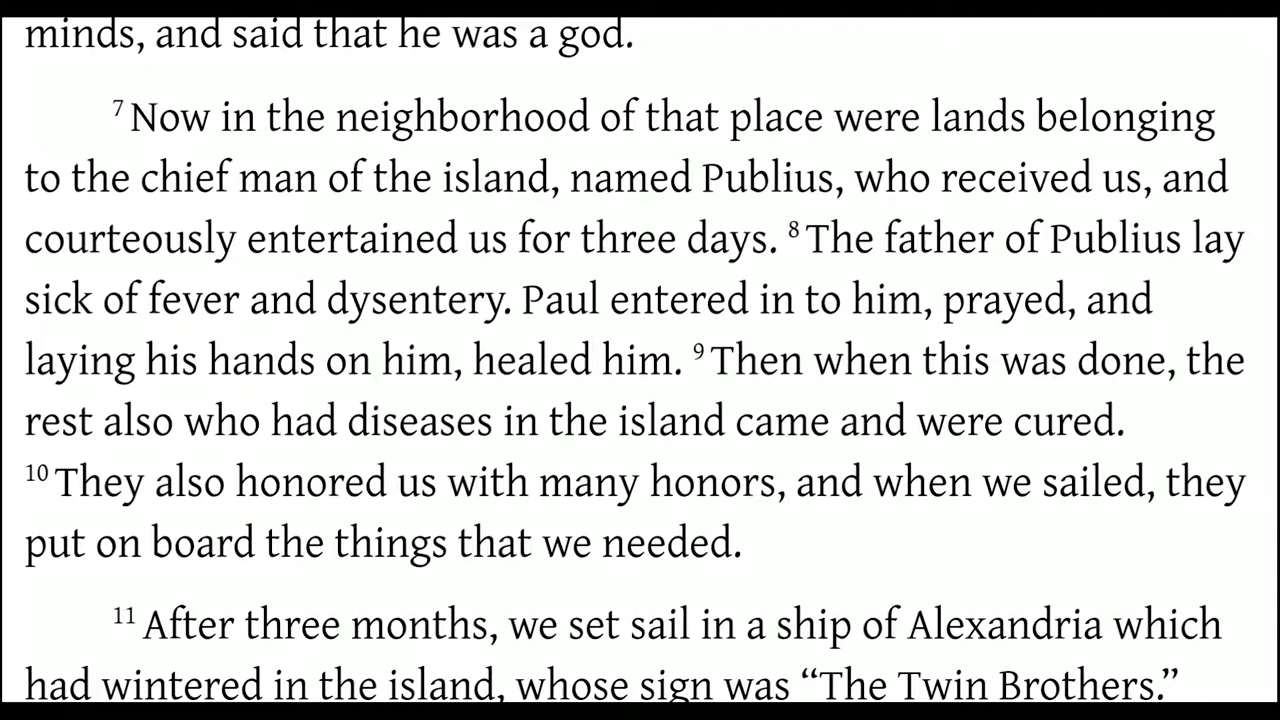 minds, and said that he was a god.
7 Now in the neighborhood of that place were lands belonging
to the chief man of the island, named Publius, who received us, and
courteously entertained us for three days. 8 The father of Publius lay
sick of fever and dysentery. Paul entered in to him, prayed, and
laying his hands on him, healed him. 9 Then when this was done, the
rest also who had diseases in the island came and were cured.
10 They also honored us with many honors, and when we sailed, they
put on board the things that we needed.
11 After three months, we set sail in a ship of Alexandria which
had wintered in the island, whose sign was “The Twin Brothers.”